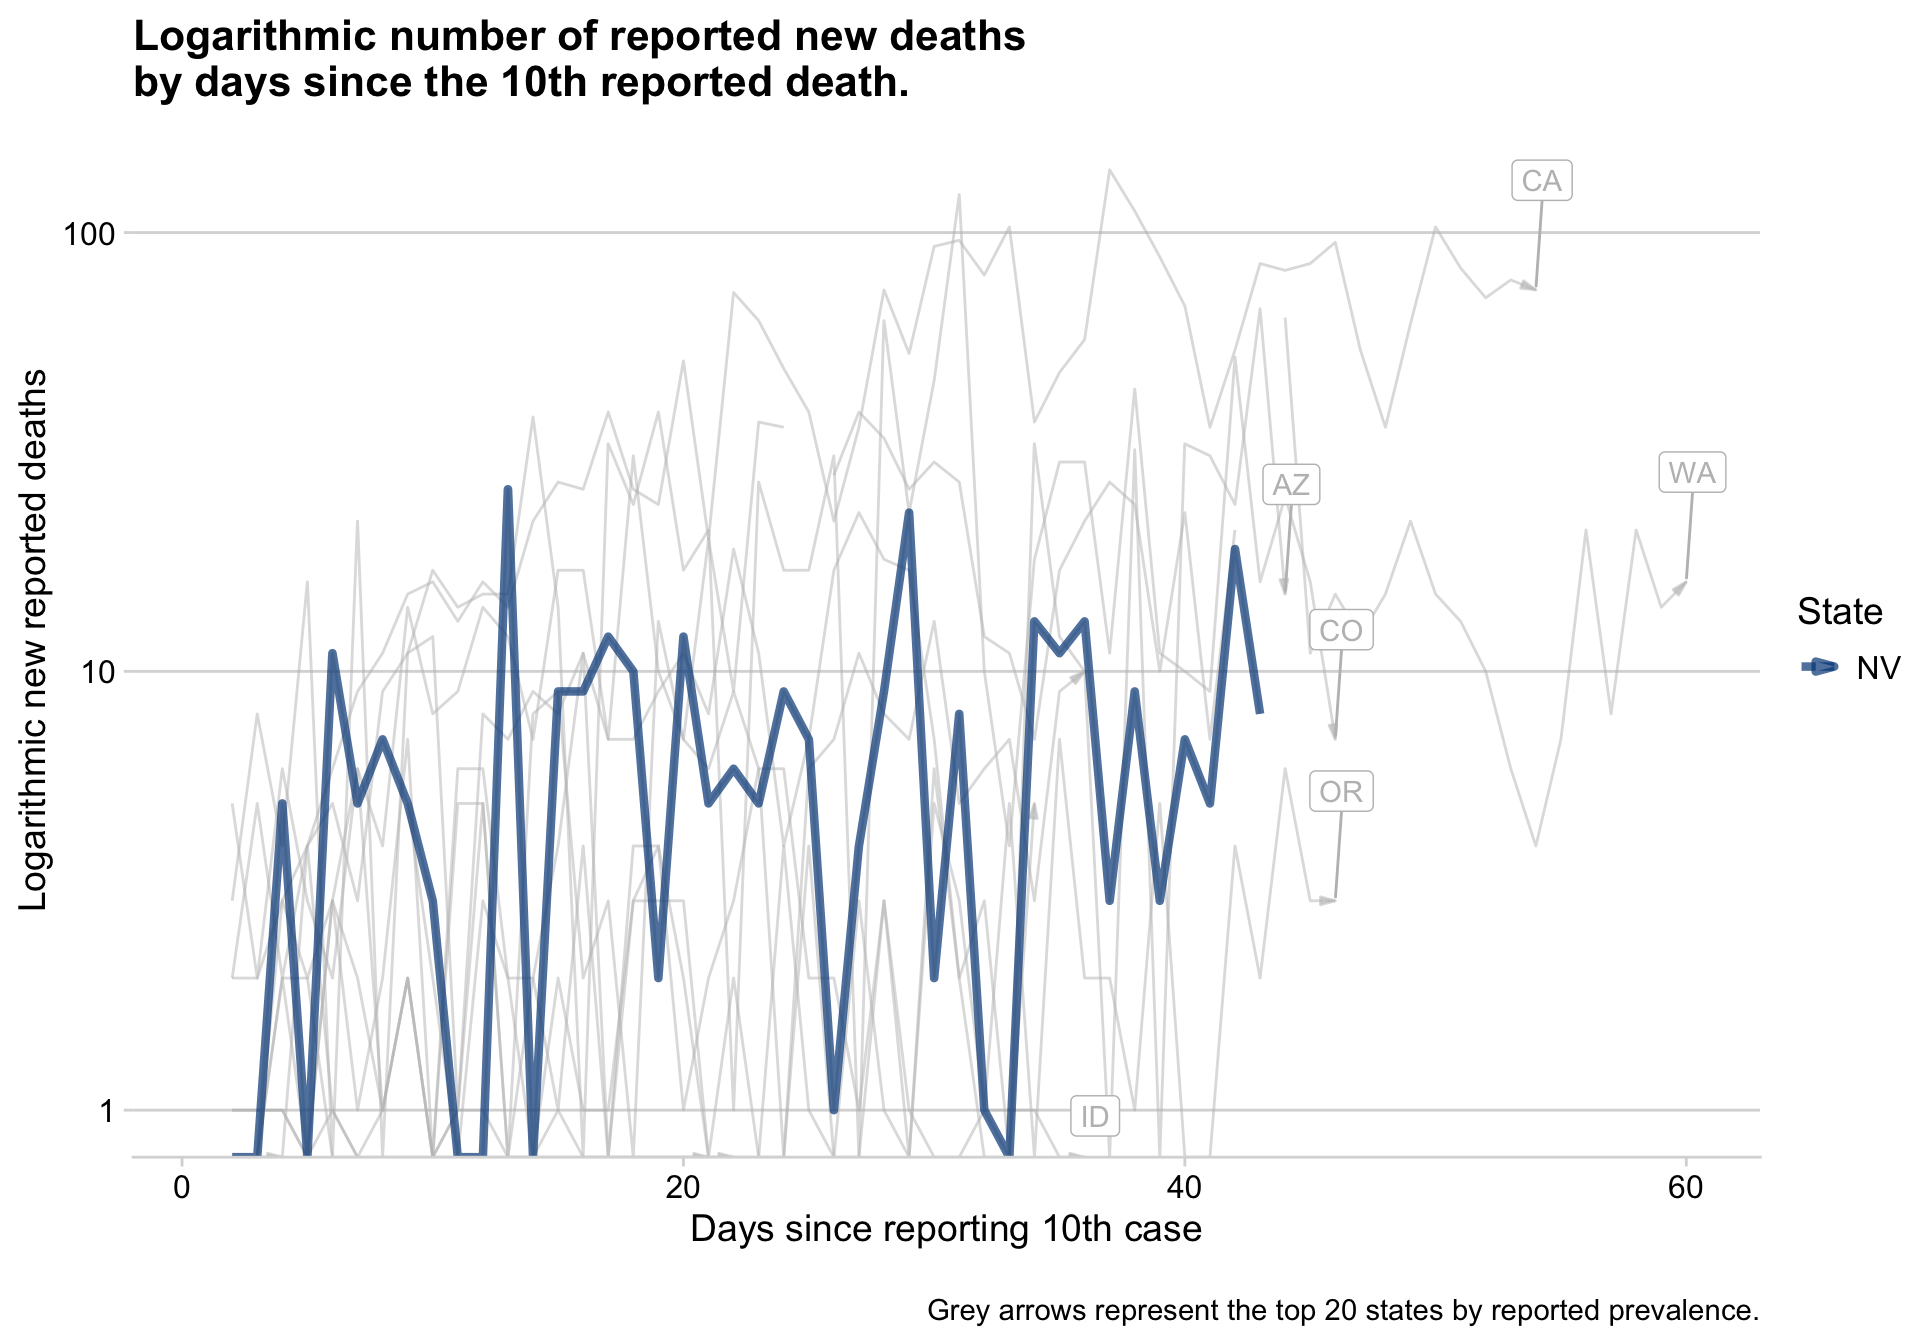 Logarithmic number of reported new deaths
by days since the 10th reported death.
Logarithmic new reported deaths
100
10
1
CA
WA
AZ
CO
OR
ID
State
NV
0 20 40 60
Days since reporting 10th case
Grey arrows represent the top 20 states by reported prevalence.